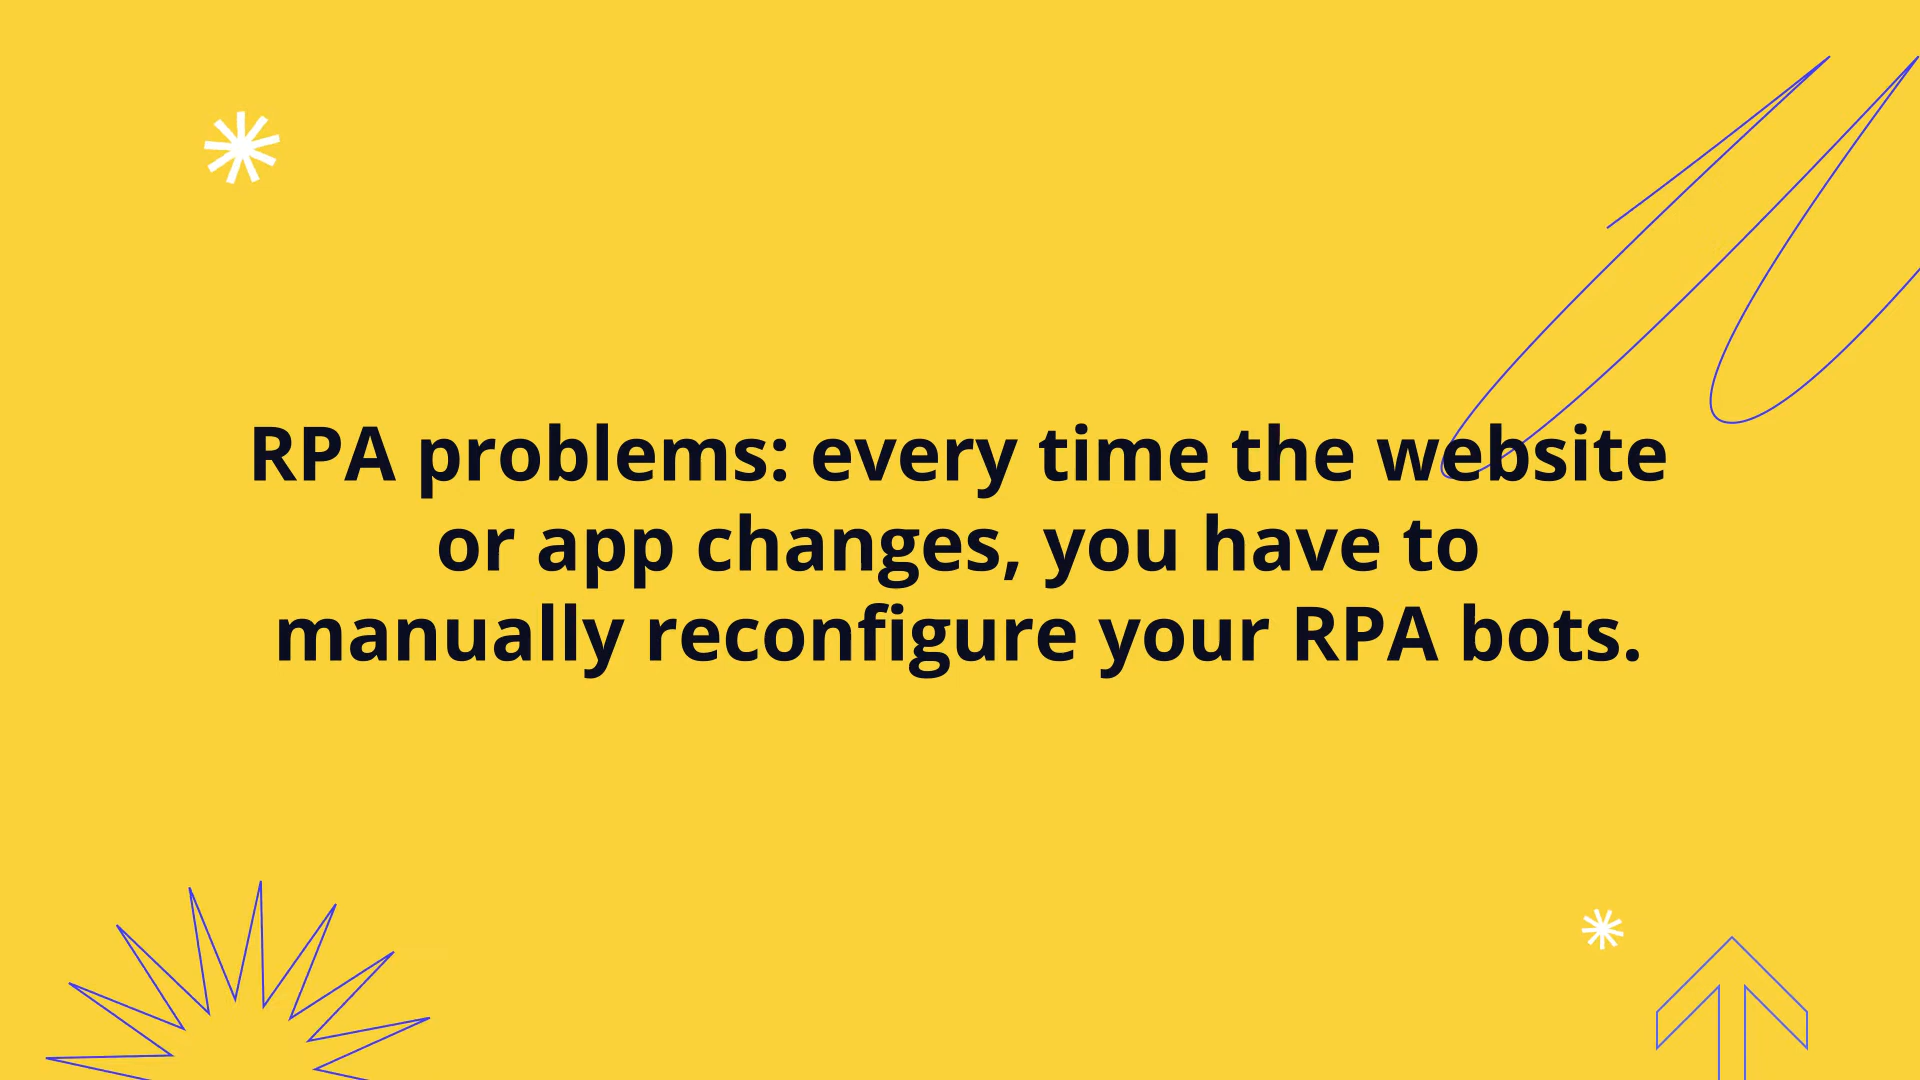 RPA problems: every time the website
or app changes, you have to
manually reconfigure your RPA bots.